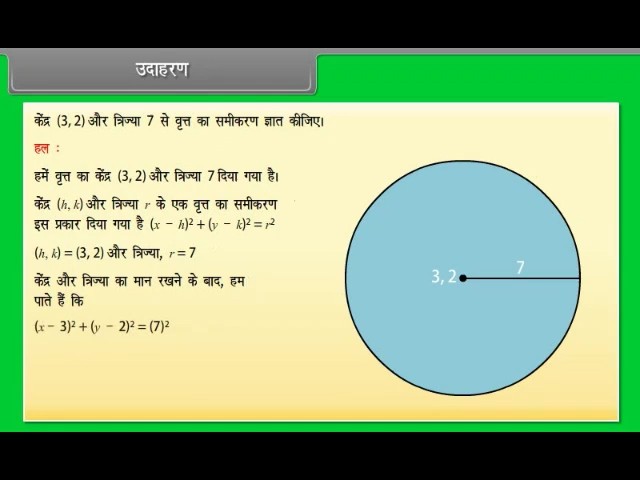 उदाहरण
केंद्र (3, 2) और त्रिज्या 7 से वृत्त का समीकरण ज्ञात कीजिए।
हल :
हमें वृत्त का केंद्र (3, 2) और त्रिज्या 7 दिया गया है।
केंद्र (h, k) और त्रिज्या r के एक वृत्त का समीकरण
इस प्रकार दिया गया है (x − h)² + (y − k)² = r²
(h, k) = (3, 2) और त्रिज्या, r = 7
केंद्र और त्रिज्या का मान रखने के बाद, हम
पाते हैं कि
(x − 3)² + (y − 2)² = (7)²
3, 2
7